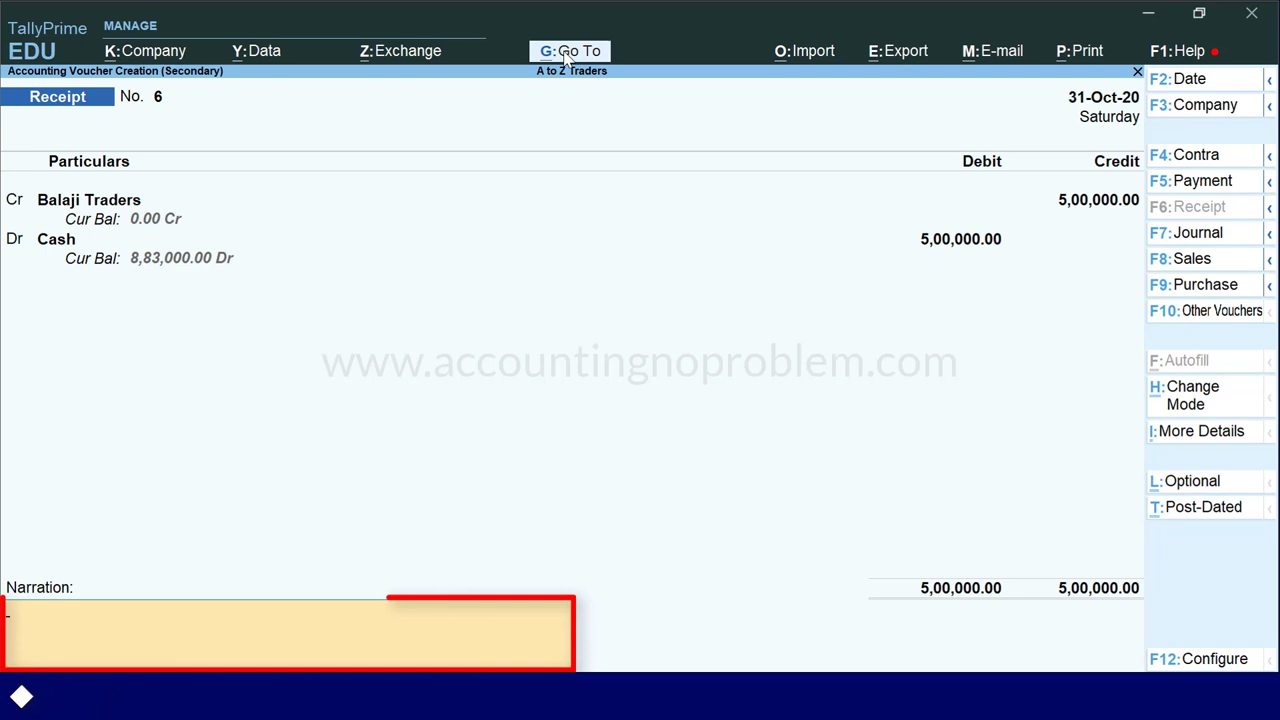 TallyPrime MANAGE
EDU K:Company Y:Data Z:Exchange G:Go To O:Import E:Export M:E-mail P:Print F1:Help
Accounting Voucher Creation (Secondary) A to Z Traders
Receipt No. 6 31-Oct-20
Saturday
Particulars Debit Credit
Cr Balaji Traders 5,00,000.00
Cur Bal: 0.00 Cr
Dr Cash 5,00,000.00
Cur Bal: 8,83,000.00 Dr
www.accountingnoproblem.com
Narration: 5,00,000.00 5,00,000.00
F2:Date
F3:Company
F4:Contra
F5:Payment
F6:Receipt
F7:Journal
F8:Sales
F9:Purchase
F10:Other Vouchers
F:Autofill
H:Change
Mode
I:More Details
L:Optional
T:Post-Dated
F12:Configure